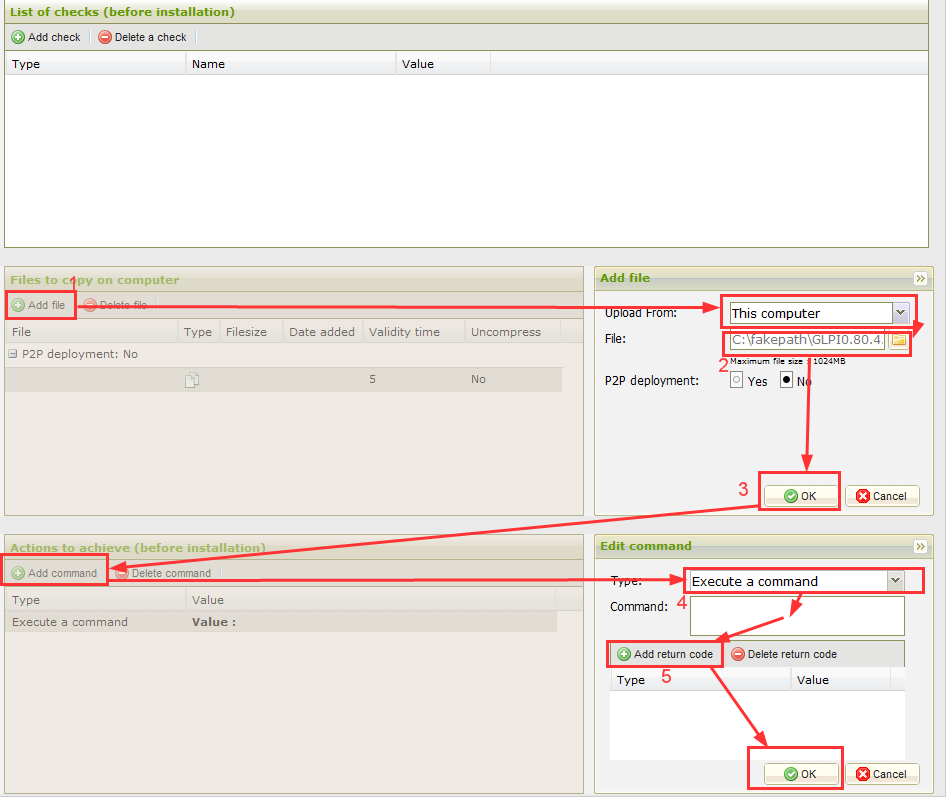 List of checks (before installation)
Add check Delete a check
Type Name Value
Files to copy on computer
1
Add file Delete file
File Type Filesize Date added Validity time Uncompress
P2P deployment: No
5 No
Add file
Upload From: This computer
File: C:\fakepath\GLPI0.80.4.
2 Maximum file size : 1024MB
P2P deployment: Yes No
3 OK Cancel
Actions to achieve (before installation)
Add command Delete command
Type Value
Execute a command Value :
Edit command
Type: Execute a command
Command: 4
Add return code Delete return code
Type 5 Value
OK Cancel